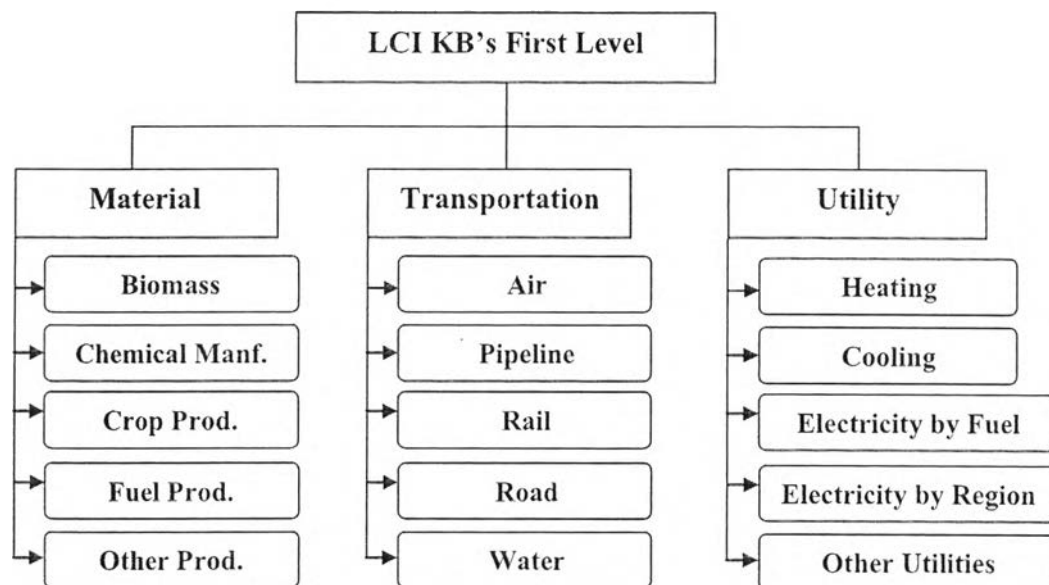 LCI KB's First Level
Material
Biomass
Chemical Manf.
Crop Prod.
Fuel Prod.
Other Prod.
Transportation
Air
Pipeline
Rail
Road
Water
Utility
Heating
Cooling
Electricity by Fuel
Electricity by Region
Other Utilities